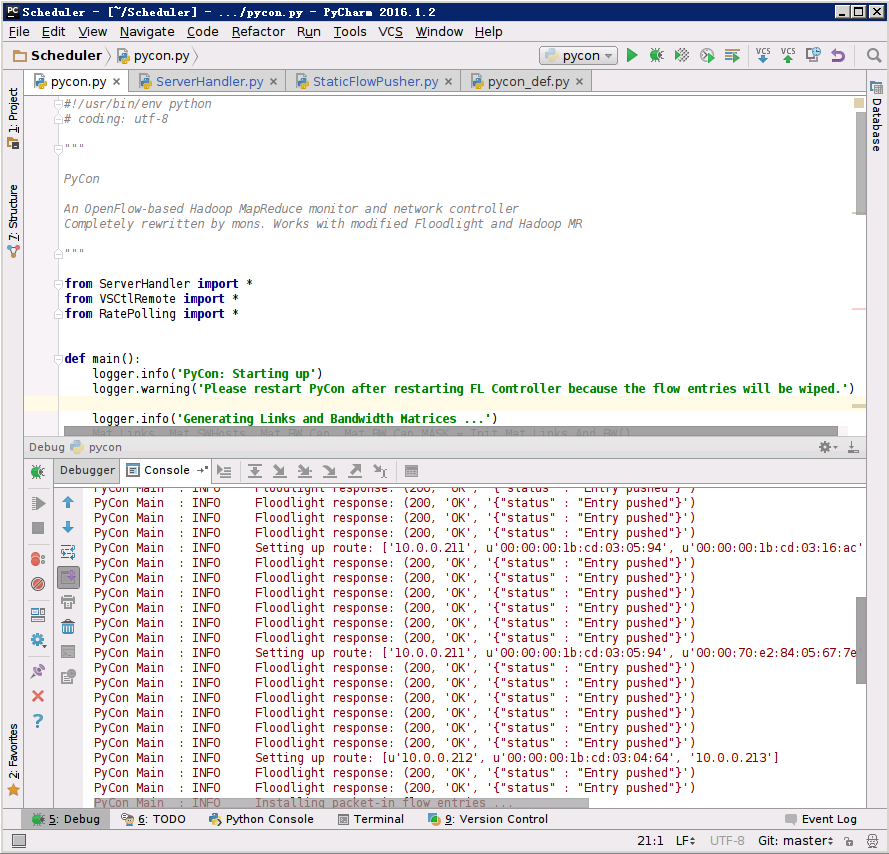 Scheduler - [~/Scheduler] - .../pycon.py - PyCharm 2016.1.2
File Edit View Navigate Code Refactor Run Tools VCS Window Help
Scheduler pycon.py pycon VCS VCS
pycon.py ServerHandler.py StaticFlowPusher.py pycon_def.py
1: Project
7: Structure
2: Favorites
Database
#!/usr/bin/env python
# coding: utf-8
"""
PyCon
An OpenFlow-based Hadoop MapReduce monitor and network controller
Completely rewritten by mons. Works with modified Floodlight and Hadoop MR
"""
from ServerHandler import *
from VSCtlRemote import *
from RatePolling import *
def main():
logger.info('PyCon: Starting up')
logger.warning('Please restart PyCon after restarting FL Controller because the flow entries will be wiped.')
logger.info('Generating Links and Bandwidth Matrices ...')
Mat_Links, Mat_SWHosts, Mat_BW_Cap, Mat_BW_Cap_MASK = Init_Mat_Links_And_BW()
Debug pycon
Debugger Console
PyCon Main : INFO Floodlight response: (200, 'OK', '{"status" : "Entry pushed"}')
PyCon Main : INFO Floodlight response: (200, 'OK', '{"status" : "Entry pushed"}')
PyCon Main : INFO Floodlight response: (200, 'OK', '{"status" : "Entry pushed"}')
PyCon Main : INFO Floodlight response: (200, 'OK', '{"status" : "Entry pushed"}')
PyCon Main : INFO Setting up route: ['10.0.0.211', u'00:00:00:1b:cd:03:05:94', u'00:00:00:1b:cd:03:16:ac'
PyCon Main : INFO Floodlight response: (200, 'OK', '{"status" : "Entry pushed"}')
PyCon Main : INFO Floodlight response: (200, 'OK', '{"status" : "Entry pushed"}')
PyCon Main : INFO Floodlight response: (200, 'OK', '{"status" : "Entry pushed"}')
PyCon Main : INFO Floodlight response: (200, 'OK', '{"status" : "Entry pushed"}')
PyCon Main : INFO Floodlight response: (200, 'OK', '{"status" : "Entry pushed"}')
PyCon Main : INFO Floodlight response: (200, 'OK', '{"status" : "Entry pushed"}')
PyCon Main : INFO Setting up route: ['10.0.0.211', u'00:00:00:1b:cd:03:05:94', u'00:00:70:e2:84:05:67:7e'
PyCon Main : INFO Floodlight response: (200, 'OK', '{"status" : "Entry pushed"}')
PyCon Main : INFO Floodlight response: (200, 'OK', '{"status" : "Entry pushed"}')
PyCon Main : INFO Floodlight response: (200, 'OK', '{"status" : "Entry pushed"}')
PyCon Main : INFO Floodlight response: (200, 'OK', '{"status" : "Entry pushed"}')
PyCon Main : INFO Floodlight response: (200, 'OK', '{"status" : "Entry pushed"}')
PyCon Main : INFO Floodlight response: (200, 'OK', '{"status" : "Entry pushed"}')
PyCon Main : INFO Setting up route: [u'10.0.0.212', u'00:00:00:1b:cd:03:04:64', '10.0.0.213']
PyCon Main : INFO Floodlight response: (200, 'OK', '{"status" : "Entry pushed"}')
PyCon Main : INFO Floodlight response: (200, 'OK', '{"status" : "Entry pushed"}')
PyCon Main : INFO Installing packet-in flow entries ...
5: Debug 6: TODO Python Console Terminal 9: Version Control Event Log
21:1 LF UTF-8 Git: master